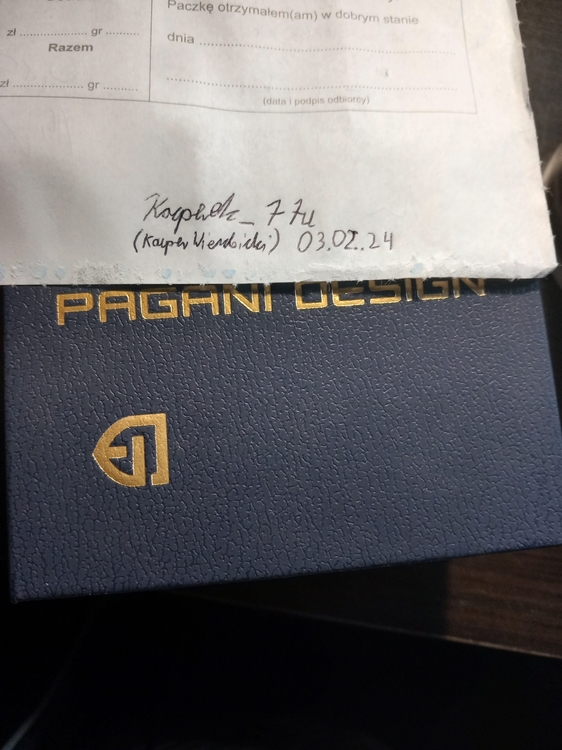 Paczkę otrzymałem(am) w dobrym stanie
zł ........................ gr ............
Razem
dnia ................................................................
zł ........................ gr ............
(data i podpis odbiorcy)
(Kacper 03.02.24
PAGANI DESIGN